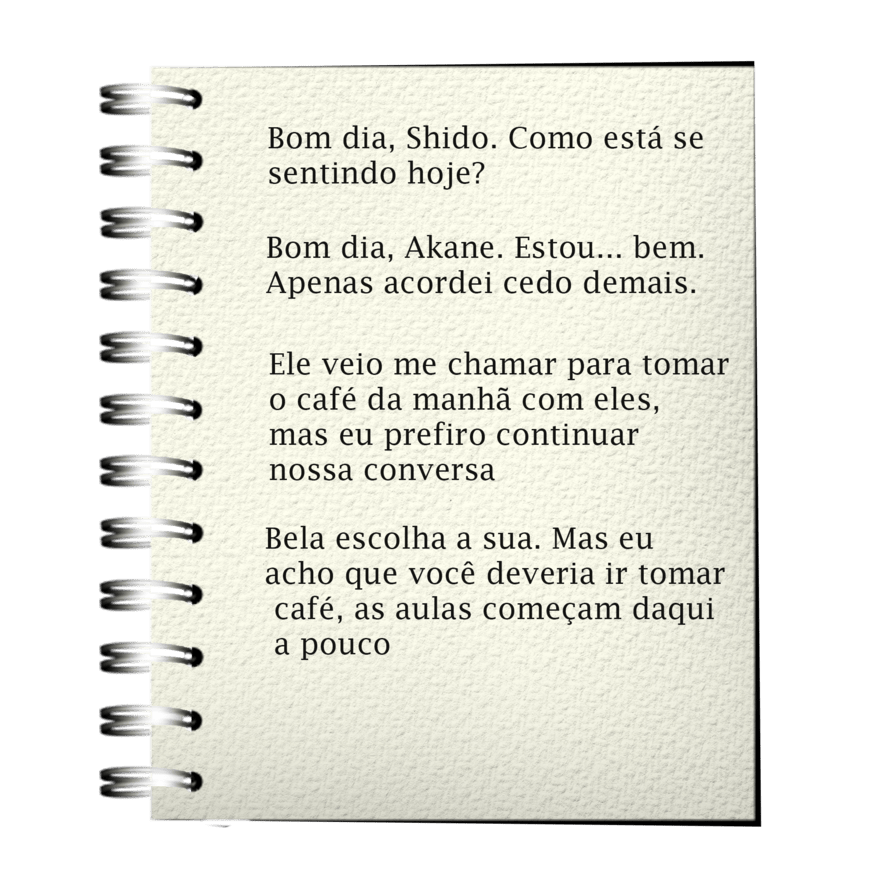 Bom dia, Shido. Como está se
sentindo hoje?
Bom dia, Akane. Estou... bem.
Apenas acordei cedo demais.
Ele veio me chamar para tomar
o café da manhã com eles,
mas eu prefiro continuar
nossa conversa
Bela escolha a sua. Mas eu
acho que você deveria ir tomar
café, as aulas começam daqui
a pouco